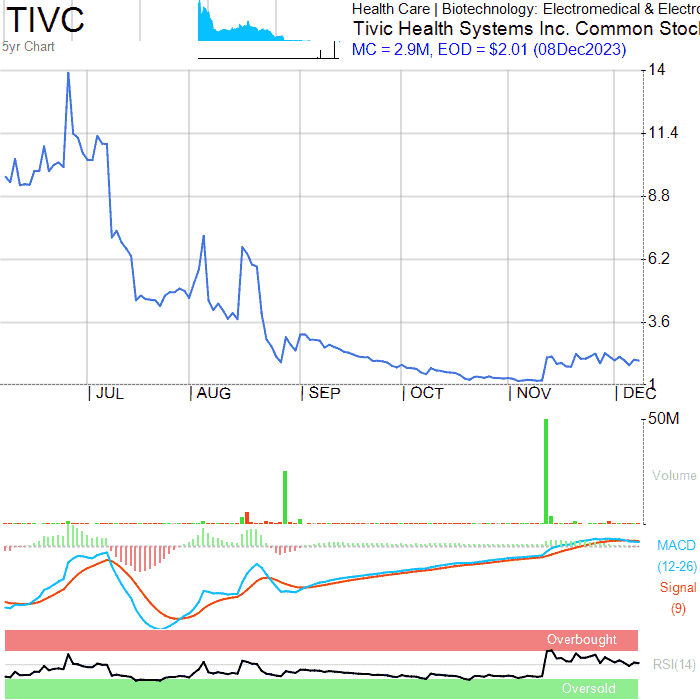 TIVC
5yr Chart
Health Care | Biotechnology: Electromedical & Electro
Tivic Health Systems Inc. Common Stoc
MC = 2.9M, EOD = $2.01 (08Dec2023)
14
11.4
8.8
6.2
3.6
1
JUL AUG SEP OCT NOV DEC
50M
Volume
MACD
(12-26)
Signal
(9)
Overbought
RSI(14)
Oversold